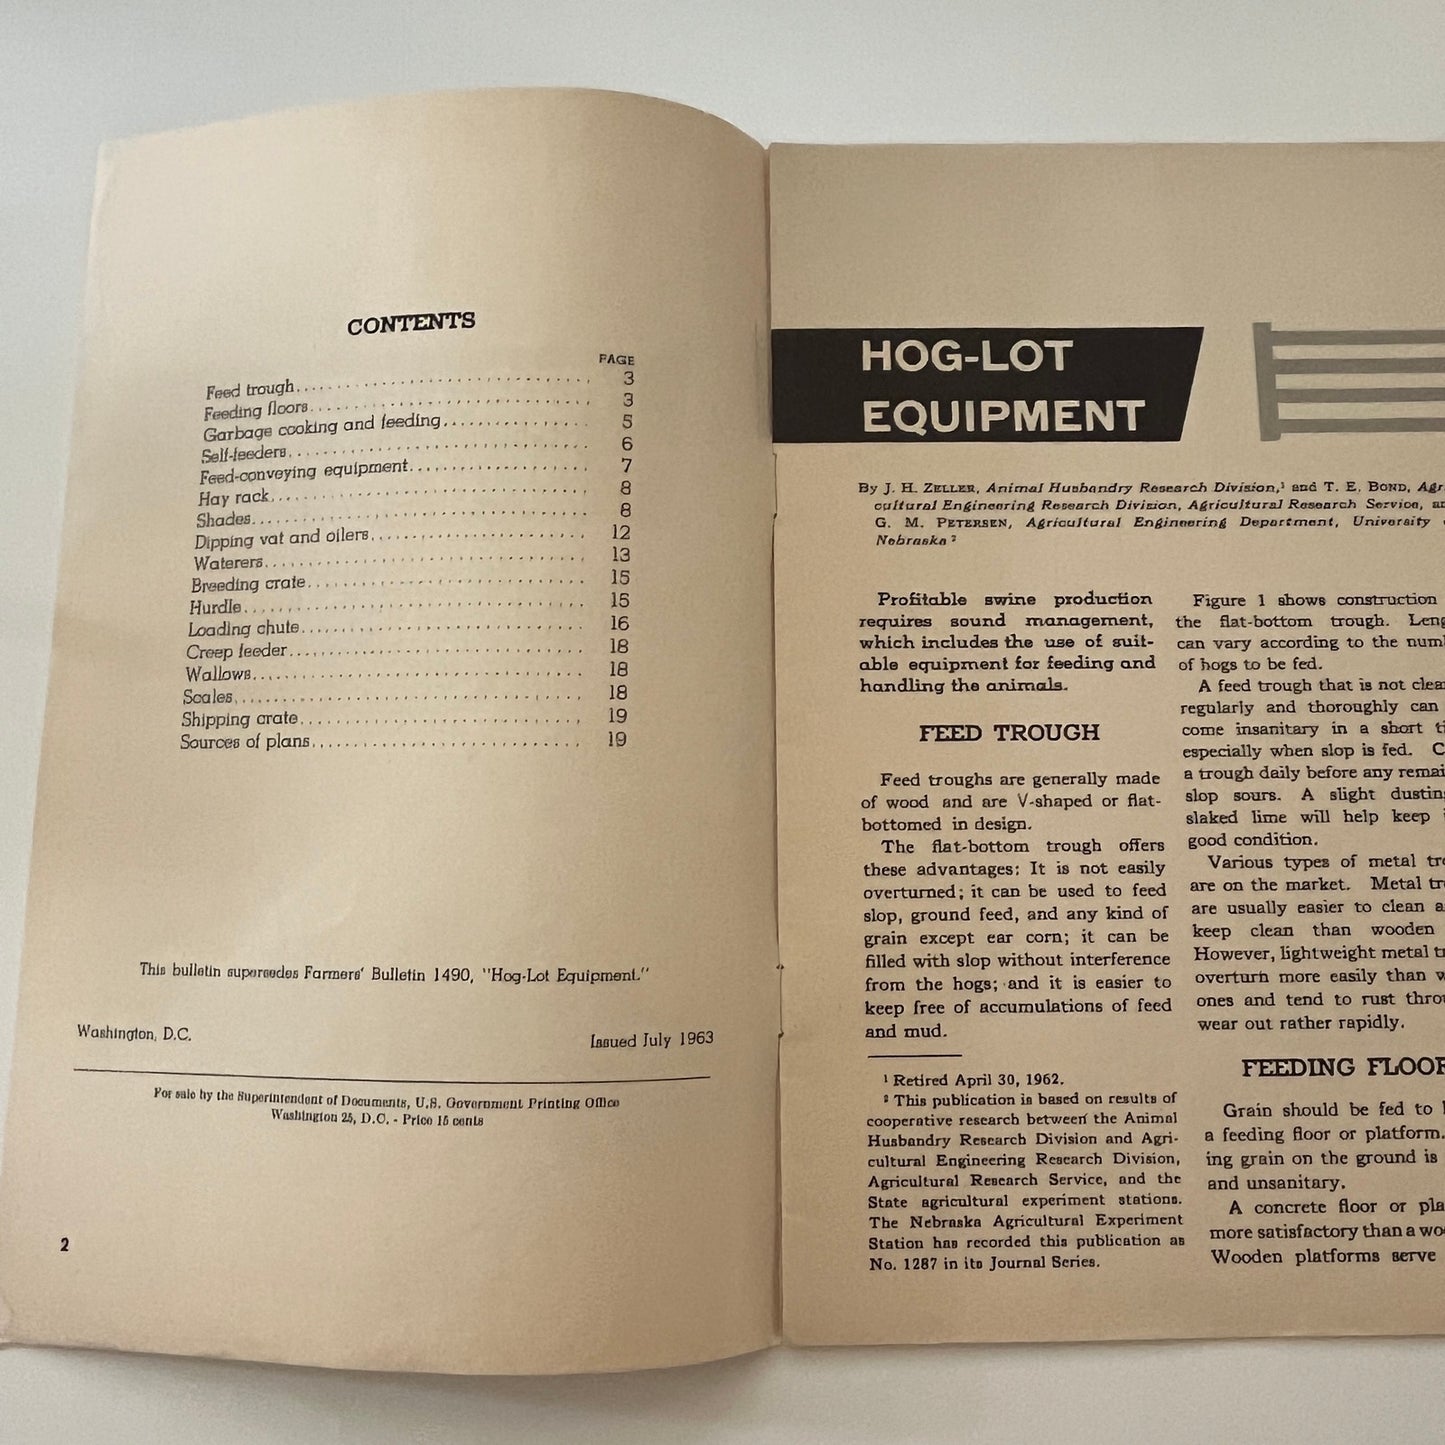 CONTENTS
PAGE
Feed trough 3
Feeding floors 3
Garbage cooking and feeding 5
Self-feeders 6
Feed-conveying equipment 7
Hay rack 8
Shades 8
Dipping vat and oilers 12
Waterers 13
Breeding crate 15
Hurdle 15
Loading chute 16
Creep feeder 18
Wallows 18
Scales 18
Shipping crate 19
Sources of plans 19
This bulletin supersedes Farmers' Bulletin 1490, "Hog-Lot Equipment."
Washington, D.C. Issued July 1963
For sale by the Superintendent of Documents, U.S. Government Printing Office
Washington 25, D.C. - Price 15 cents
2
HOG-LOT
EQUIPMENT
By J. H. ZELLER, Animal Husbandry Research Division,¹ and T. E. BOND, Agri
cultural Engineering Research Division, Agricultural Research Service, an
G. M. PETERSEN, Agricultural Engineering Department, University
Nebraska ²
Profitable swine production
requires sound management,
which includes the use of suit-
able equipment for feeding and
handling the animals.
FEED TROUGH
Feed troughs are generally made
of wood and are V-shaped or flat-
bottomed in design.
The flat-bottom trough offers
these advantages: It is not easily
overturned; it can be used to feed
slop, ground feed, and any kind of
grain except ear corn; it can be
filled with slop without interference
from the hogs; and it is easier to
keep free of accumulations of feed
and mud.
¹ Retired April 30, 1962.
² This publication is based on results of
cooperative research between the Animal
Husbandry Research Division and Agri-
cultural Engineering Research Division,
Agricultural Research Service, and the
State agricultural experiment stations.
The Nebraska Agricultural Experiment
Station has recorded this publication as
No. 1287 in its Journal Series.
Figure 1 shows construction
the flat-bottom trough. Leng
can vary according to the numb
of hogs to be fed.
A feed trough that is not clean
regularly and thoroughly can
come insanitary in a short ti
especially when slop is fed. C
a trough daily before any remai
slop sours. A slight dustin
slaked lime will help keep i
good condition.
Various types of metal tro
are on the market. Metal tro
are usually easier to clean a
keep clean than wooden
However, lightweight metal tr
overturn more easily than w
ones and tend to rust throu
wear out rather rapidly.
FEEDING FLOOR
Grain should be fed to h
a feeding floor or platform.
ing grain on the ground is
and unsanitary.
A concrete floor or pla
more satisfactory than a woo
Wooden platforms serve